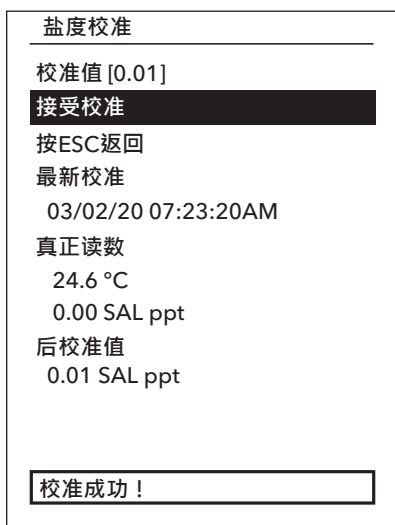 盐度校准
校准值 [0.01]
接受校准
按ESC返回
最新校准
03/02/20 07:23:20AM
真正读数
24.6 °C
0.00 SAL ppt
后校准值
0.01 SAL ppt
校准成功！